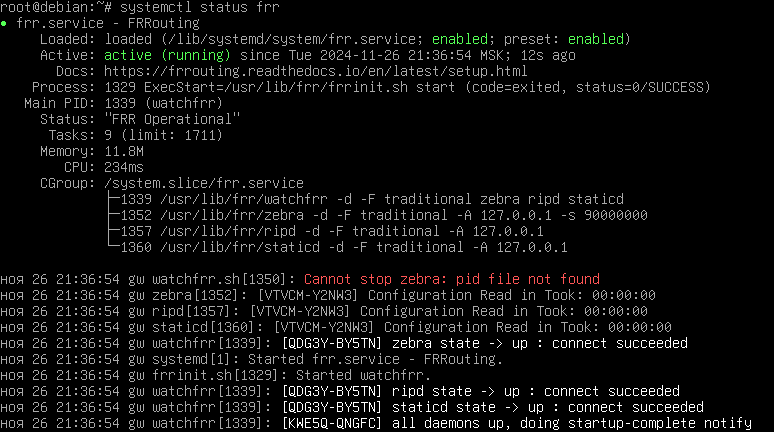 root@debian:~# systemctl status frr
● frr.service - FRRouting
Loaded: loaded (/lib/systemd/system/frr.service; enabled; preset: enabled)
Active: active (running) since Tue 2024-11-26 21:36:54 MSK; 12s ago
Docs: https://frrouting.readthedocs.io/en/latest/setup.html
Process: 1329 ExecStart=/usr/lib/frr/frrinit.sh start (code=exited, status=0/SUCCESS)
Main PID: 1339 (watchfrr)
Status: "FRR Operational"
Tasks: 9 (limit: 1711)
Memory: 11.8M
CPU: 234ms
CGroup: /system.slice/frr.service
├─1339 /usr/lib/frr/watchfrr -d -F traditional zebra ripd staticd
├─1352 /usr/lib/frr/zebra -d -F traditional -A 127.0.0.1 -s 90000000
├─1357 /usr/lib/frr/ripd -d -F traditional -A 127.0.0.1
└─1360 /usr/lib/frr/staticd -d -F traditional -A 127.0.0.1
ноя 26 21:36:54 gw watchfrr.sh[1350]: Cannot stop zebra: pid file not found
ноя 26 21:36:54 gw zebra[1352]: [VTVCM-Y2NW3] Configuration Read in Took: 00:00:00
ноя 26 21:36:54 gw ripd[1357]: [VTVCM-Y2NW3] Configuration Read in Took: 00:00:00
ноя 26 21:36:54 gw staticd[1360]: [VTVCM-Y2NW3] Configuration Read in Took: 00:00:00
ноя 26 21:36:54 gw watchfrr[1339]: [QDG3Y-BY5TN] zebra state -> up : connect succeeded
ноя 26 21:36:54 gw systemd[1]: Started frr.service - FRRouting.
ноя 26 21:36:54 gw frrinit.sh[1329]: Started watchfrr.
ноя 26 21:36:54 gw watchfrr[1339]: [QDG3Y-BY5TN] ripd state -> up : connect succeeded
ноя 26 21:36:54 gw watchfrr[1339]: [QDG3Y-BY5TN] staticd state -> up : connect succeeded
ноя 26 21:36:54 gw watchfrr[1339]: [KWE5Q-QNGFC] all daemons up, doing startup-complete notify